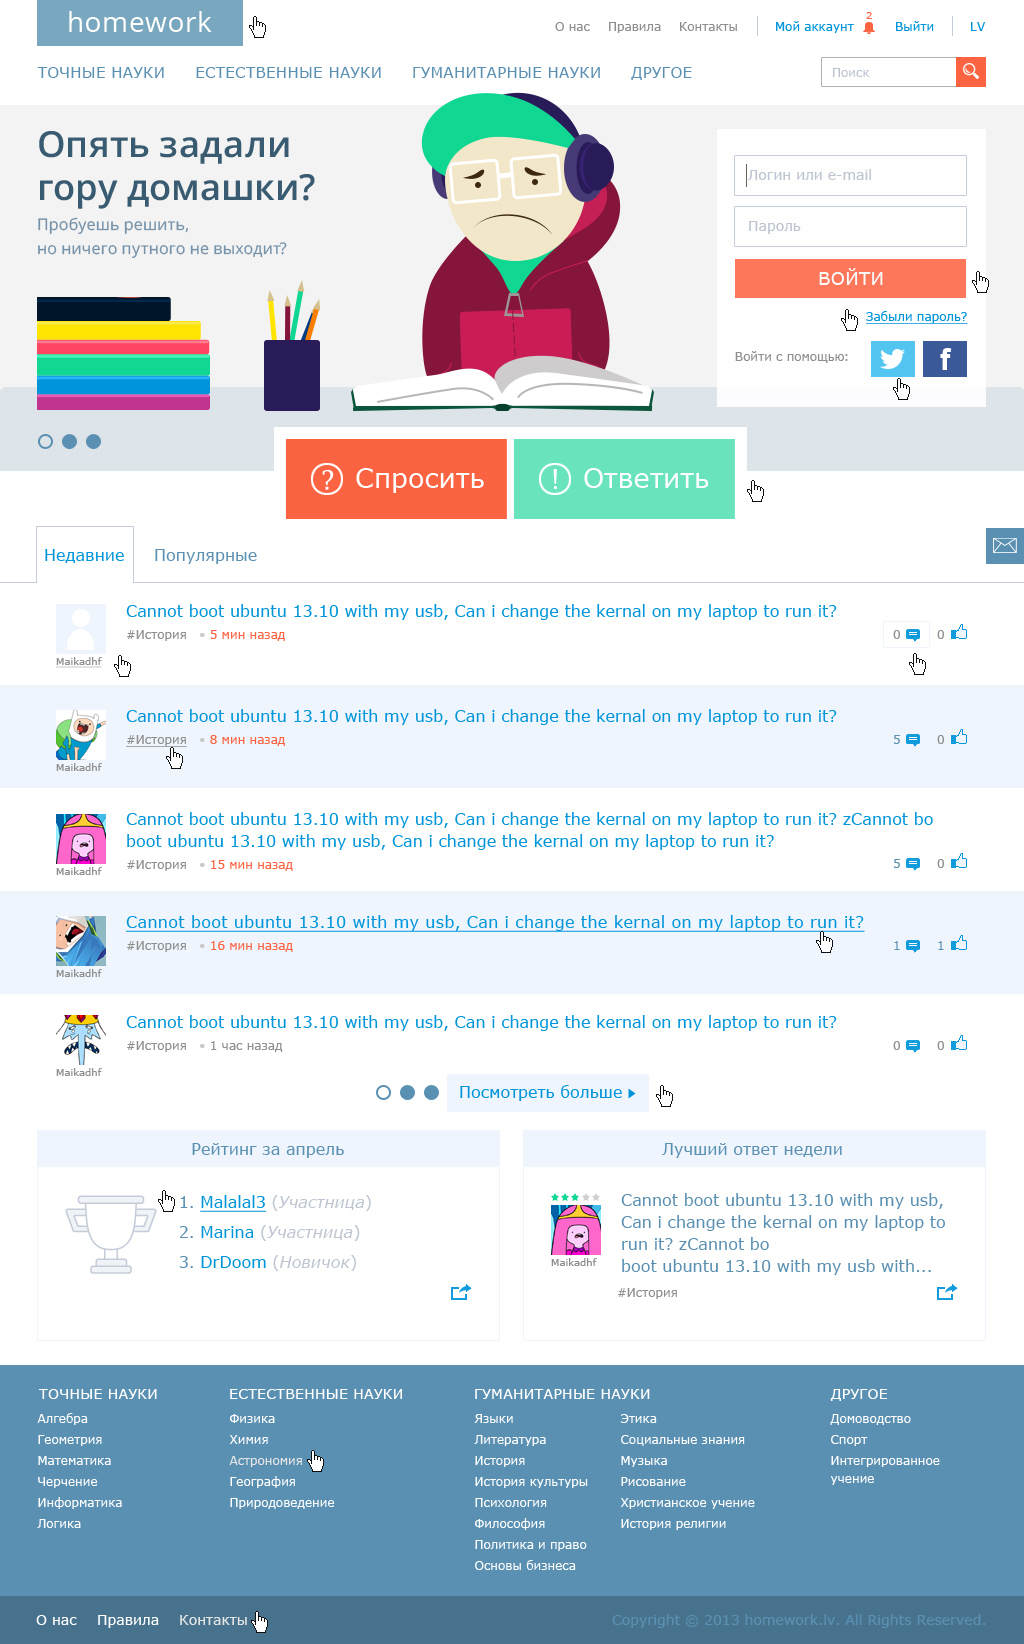 homework
О нас Правила Контакты Мой аккаунт 2 Выйти LV
ТОЧНЫЕ НАУКИ ЕСТЕСТВЕННЫЕ НАУКИ ГУМАНИТАРНЫЕ НАУКИ ДРУГОЕ
Поиск
Опять задали
гору домашки?
Пробуешь решить,
но ничего путного не выходит?
Логин или e-mail
Пароль
ВОЙТИ
Забыли пароль?
Войти с помощью:
f
? Спросить
! Ответить
Недавние Популярные
Cannot boot ubuntu 13.10 with my usb, Can i change the kernal on my laptop to run it?
#История • 5 мин назад 0 0
Maikadhf
Cannot boot ubuntu 13.10 with my usb, Can i change the kernal on my laptop to run it?
#История • 8 мин назад 5 0
Maikadhf
Cannot boot ubuntu 13.10 with my usb, Can i change the kernal on my laptop to run it? zCannot bo
boot ubuntu 13.10 with my usb, Can i change the kernal on my laptop to run it?
#История • 15 мин назад 5 0
Maikadhf
Cannot boot ubuntu 13.10 with my usb, Can i change the kernal on my laptop to run it?
#История • 16 мин назад 1 1
Maikadhf
Cannot boot ubuntu 13.10 with my usb, Can i change the kernal on my laptop to run it?
#История • 1 час назад 0 0
Maikadhf
Посмотреть больше
Рейтинг за апрель
1. Malalal3 (Участница)
2. Marina (Участница)
3. DrDoom (Новичок)
Лучший ответ недели
Cannot boot ubuntu 13.10 with my usb,
Can i change the kernal on my laptop to
run it? zCannot bo
boot ubuntu 13.10 with my usb with...
Maikadhf
#История
ТОЧНЫЕ НАУКИ
Алгебра
Геометрия
Математика
Черчение
Информатика
Логика
ЕСТЕСТВЕННЫЕ НАУКИ
Физика
Химия
Астрономия
География
Природоведение
ГУМАНИТАРНЫЕ НАУКИ
Языки
Литература
История
История культуры
Психология
Философия
Политика и право
Основы бизнеса
Этика
Социальные знания
Музыка
Рисование
Христианское учение
История религии
ДРУГОЕ
Домоводство
Спорт
Интегрированное
учение
О нас Правила Контакты
Copyright © 2013 homework.lv. All Rights Reserved.